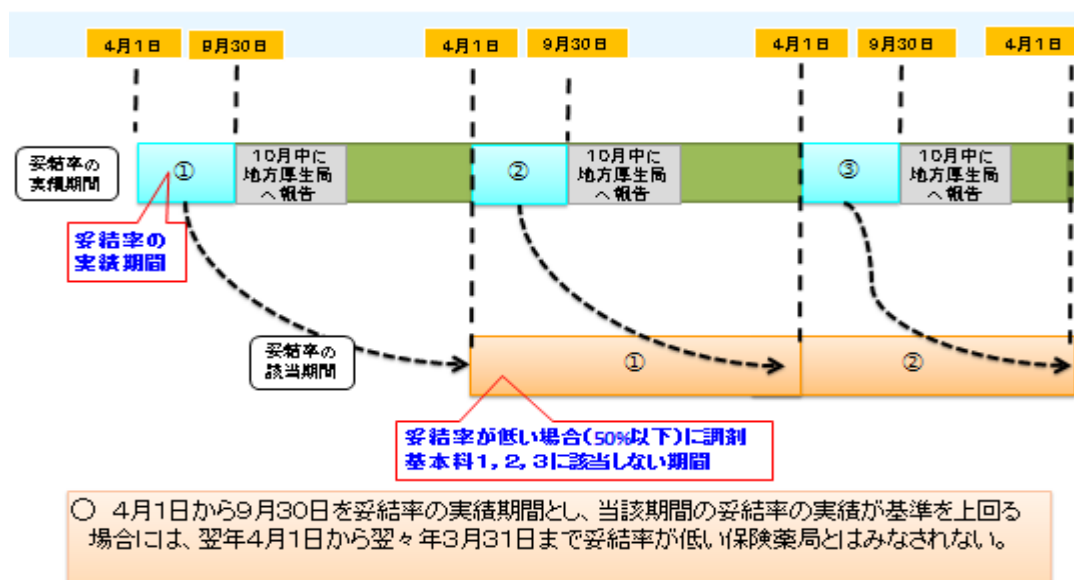 4月1日 9月30日 4月1日 9月30日 4月1日 9月30日 4月1日
妥結率の
実績期間
①
10月中に
地方厚生局
へ報告
②
10月中に
地方厚生局
へ報告
③
10月中に
地方厚生局
へ報告
妥結率の
実績期間
妥結率の
該当期間
①
②
妥結率が低い場合(50%以下)に調剤
基本料1,2,3に該当しない期間
○ 4月1日から9月30日を妥結率の実績期間とし、当該期間の妥結率の実績が基準を上回る
場合には、翌年4月1日から翌々年3月31日まで妥結率が低い保険薬局とはみなされない。